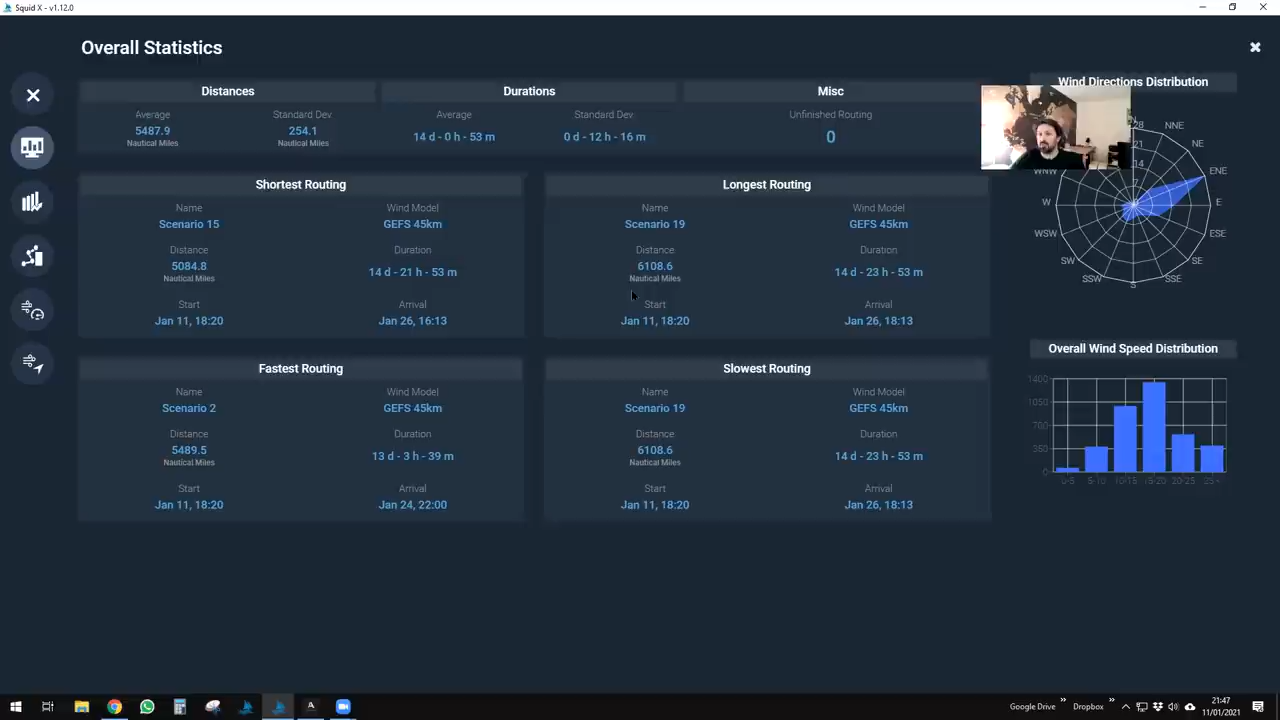 Squid X - v1.12.0
Overall Statistics
Distances
Durations
Misc
Average
Standard Dev
Average
Standard Dev
Unfinished Routing
5487.9
254.1
14 d - 0 h - 53 m
0 d - 12 h - 16 m
0
Nautical Miles
Nautical Miles
Shortest Routing
Name
Wind Model
Scenario 15
GEFS 45km
Distance
Duration
5084.8
14 d - 21 h - 53 m
Nautical Miles
Start
Arrival
Jan 11, 18:20
Jan 26, 16:13
Longest Routing
Name
Wind Model
Scenario 19
GEFS 45km
Distance
Duration
6108.6
14 d - 23 h - 53 m
Nautical Miles
Start
Arrival
Jan 11, 18:20
Jan 26, 18:13
Fastest Routing
Name
Wind Model
Scenario 2
GEFS 45km
Distance
Duration
5489.5
13 d - 3 h - 39 m
Nautical Miles
Start
Arrival
Jan 11, 18:20
Jan 24, 22:00
Slowest Routing
Name
Wind Model
Scenario 19
GEFS 45km
Distance
Duration
6108.6
14 d - 23 h - 53 m
Nautical Miles
Start
Arrival
Jan 11, 18:20
Jan 26, 18:13
Wind Directions Distribution
28
NNE
21
NE
14
ENE
WNW
7
W
E
WSW
ESE
SW
SE
SSW
SSE
S
Overall Wind Speed Distribution
1400
1050
700
350
0
0-5 5-10 10-15 15-20 20-25 25+
Google Drive
Dropbox
21:47
11/01/2021